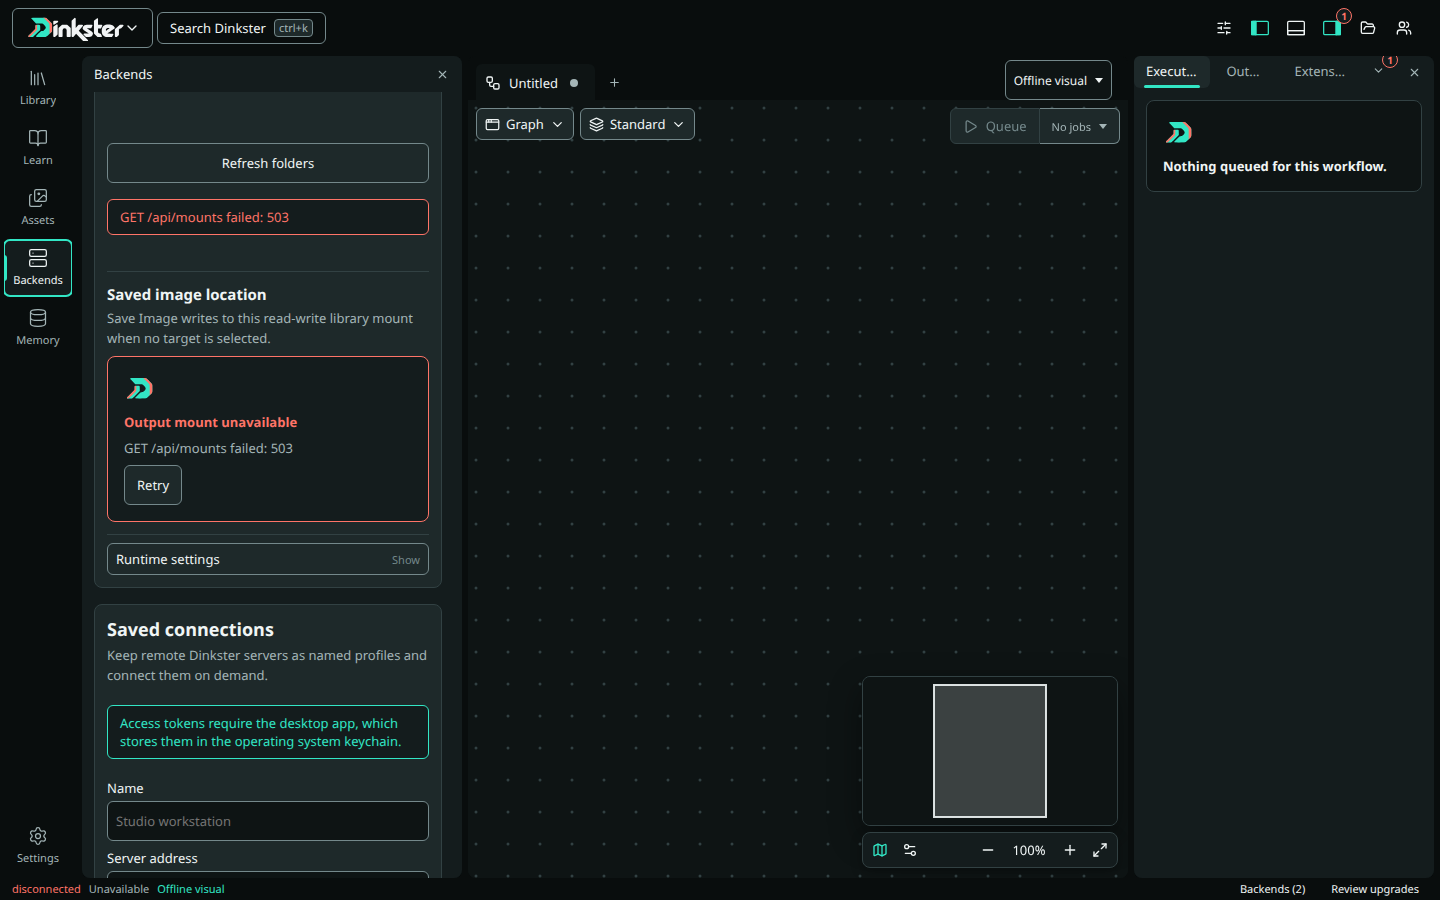 Dinkster
Search Dinkster ctrl+k
1
Library
Learn
Assets
Backends
Memory
Settings
Backends
Refresh folders
GET /api/mounts failed: 503
Saved image location
Save Image writes to this read-write library mount
when no target is selected.
Output mount unavailable
GET /api/mounts failed: 503
Retry
Runtime settings Show
Saved connections
Keep remote Dinkster servers as named profiles and
connect them on demand.
Access tokens require the desktop app, which
stores them in the operating system keychain.
Name
Studio workstation
Server address
Untitled
Offline visual
Graph
Standard
Queue
No jobs
100%
Execut...
Out...
Extens...
1
Nothing queued for this workflow.
disconnected Unavailable Offline visual
Backends (2) Review upgrades